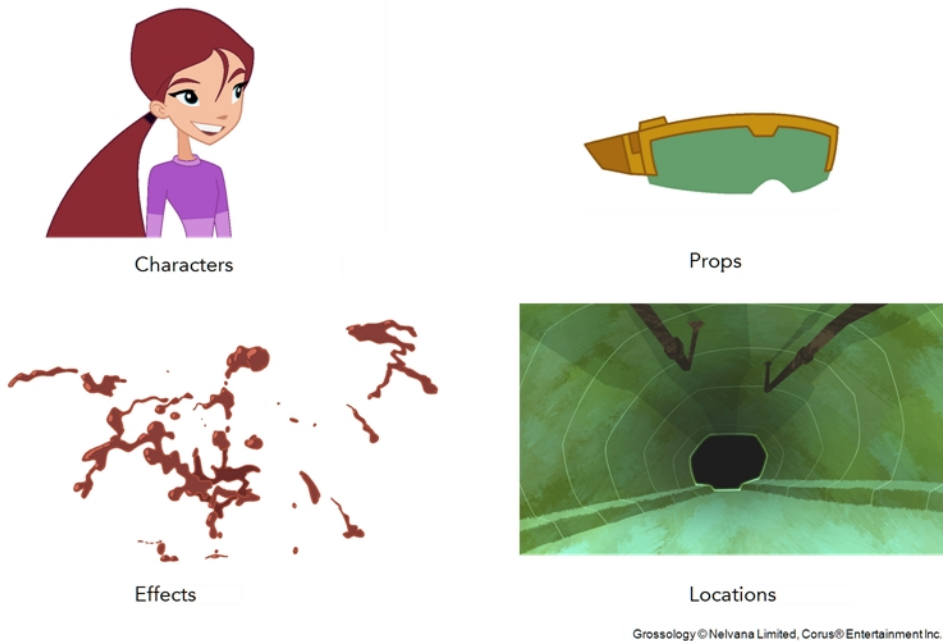 Characters
Props
Effects
Locations
Grossology © Nelvana Limited, Corus® Entertainment Inc.